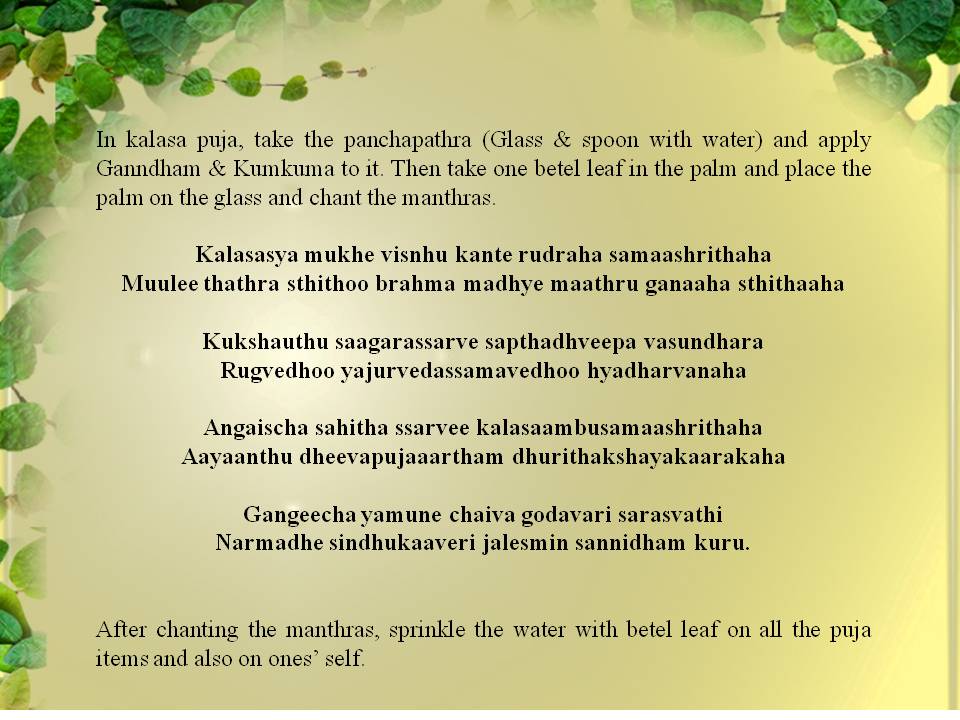 In kalasa puja, take the panchapathra (Glass & spoon with water) and apply
Ganndham & Kumkuma to it. Then take one betel leaf in the palm and place the
palm on the glass and chant the manthras.
Kalasasya mukhe visnhu kante rudraha samaashrithaha
Muulee thathra sthithoo brahma madhye maathru ganaaha sthithaaha
Kukshauthu saagarassarve sapthadhveepa vasundhara
Rugvedhoo yajurvedassamavedhoo hyadharvanaha
Angaischa sahitha ssarvee kalasaambusamaashrithaha
Aayaanthu dheevapujaaartham dhurithakshayakaarakaha
Gangeecha yamune chaiva godavari sarasvathi
Narmadhe sindhukaaveri jalesmin sannidham kuru.
After chanting the manthras, sprinkle the water with betel leaf on all the puja
items and also on ones’ self.